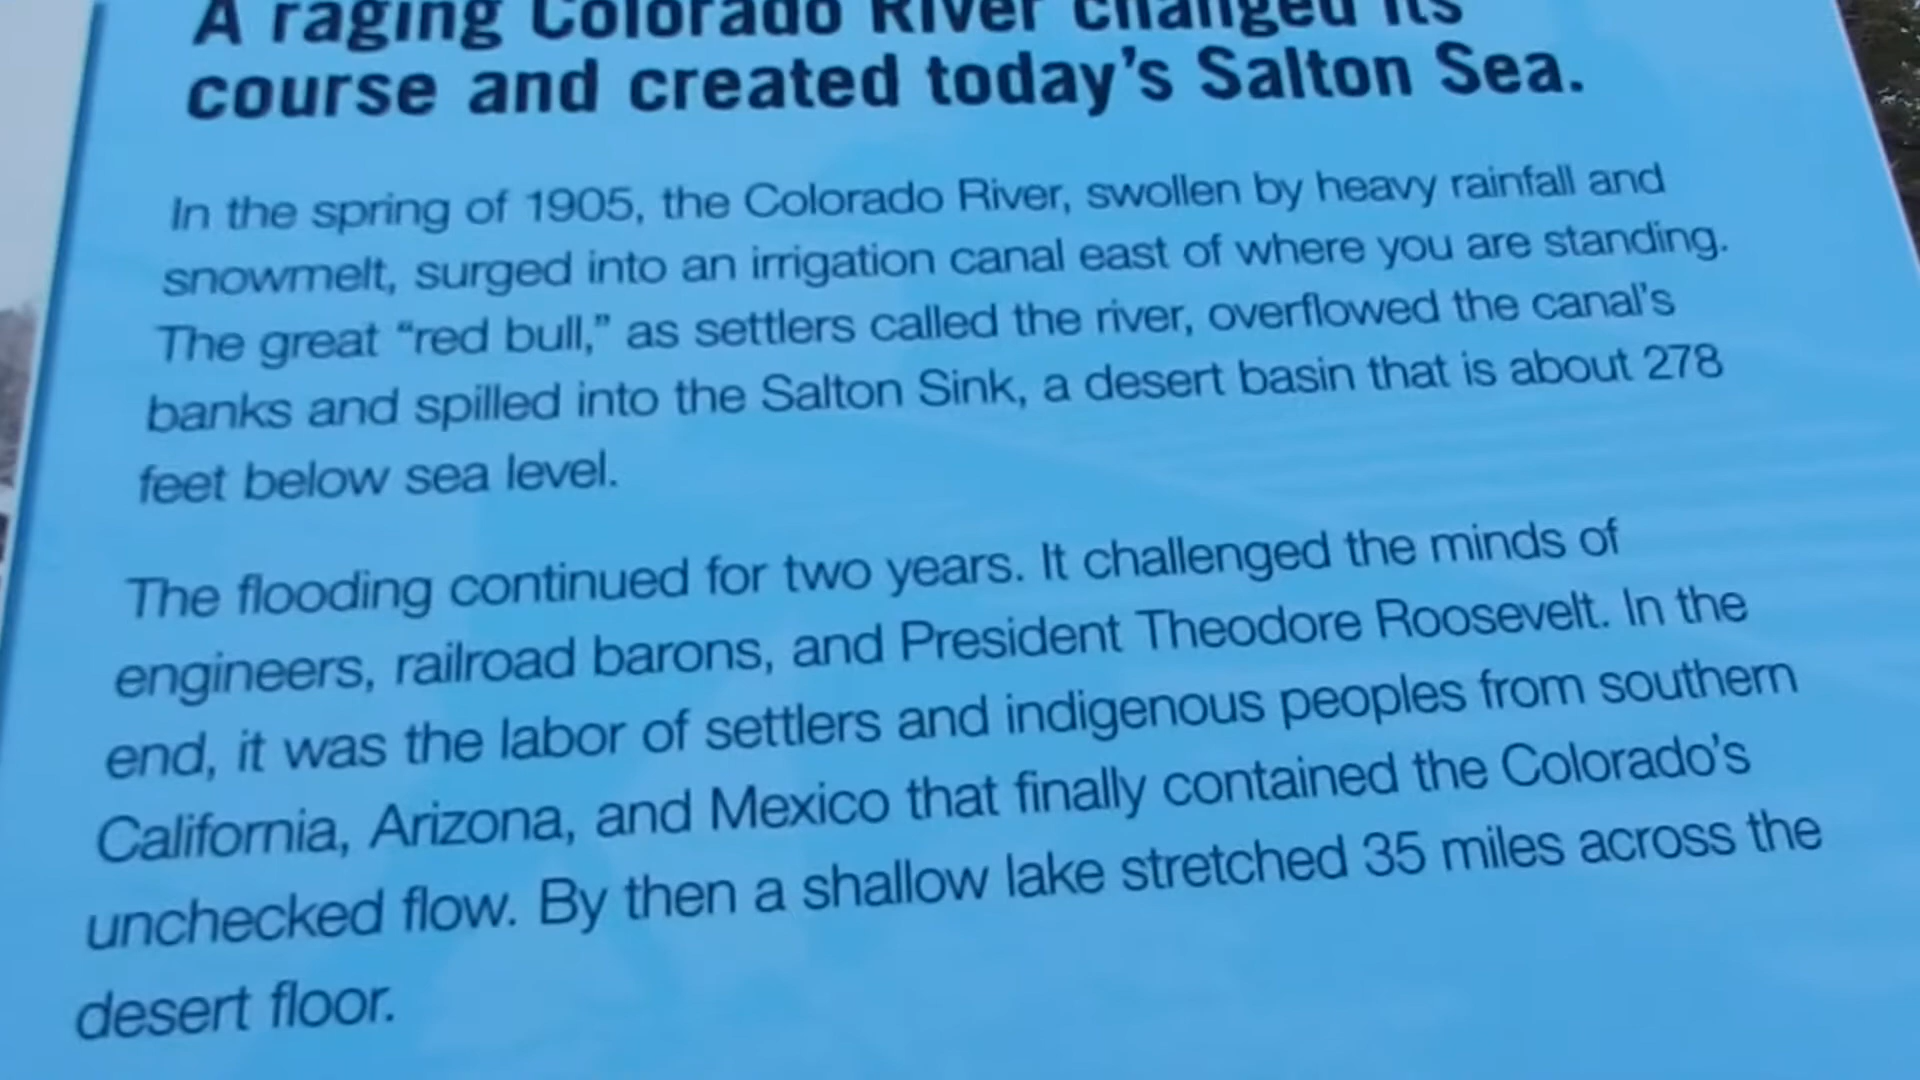 A raging Colorado River changed its
course and created today’s Salton Sea.
In the spring of 1905, the Colorado River, swollen by heavy rainfall and
snowmelt, surged into an irrigation canal east of where you are standing.
The great “red bull,” as settlers called the river, overflowed the canal’s
banks and spilled into the Salton Sink, a desert basin that is about 278
feet below sea level.
The flooding continued for two years. It challenged the minds of
engineers, railroad barons, and President Theodore Roosevelt. In the
end, it was the labor of settlers and indigenous peoples from southern
California, Arizona, and Mexico that finally contained the Colorado’s
unchecked flow. By then a shallow lake stretched 35 miles across the
desert floor.